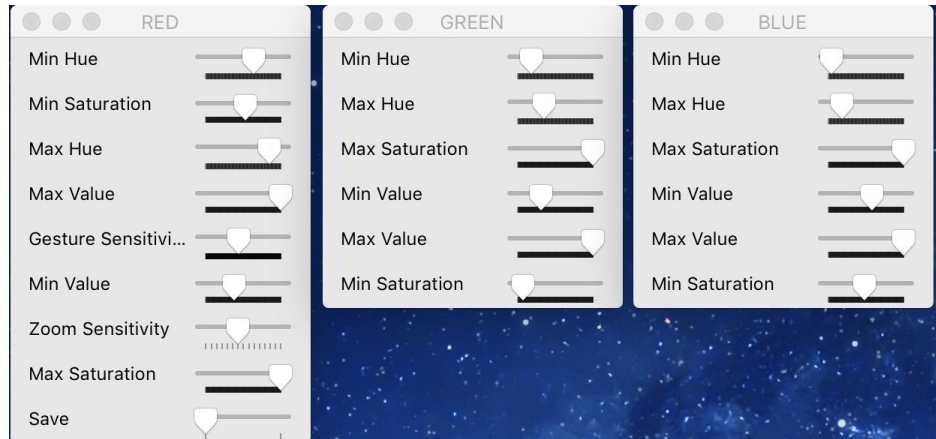 RED
Min Hue
Min Saturation
Max Hue
Max Value
Gesture Sensitivi...
Min Value
Zoom Sensitivity
Max Saturation
Save
GREEN
Min Hue
Max Hue
Max Saturation
Min Value
Max Value
Min Saturation
BLUE
Min Hue
Max Hue
Max Saturation
Min Value
Max Value
Min Saturation